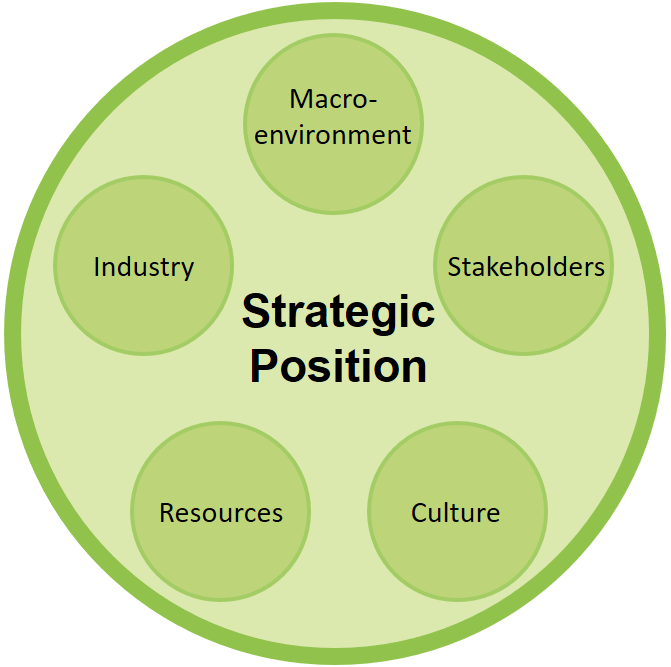 Macro-
environment
Industry
Stakeholders
Strategic
Position
Resources
Culture